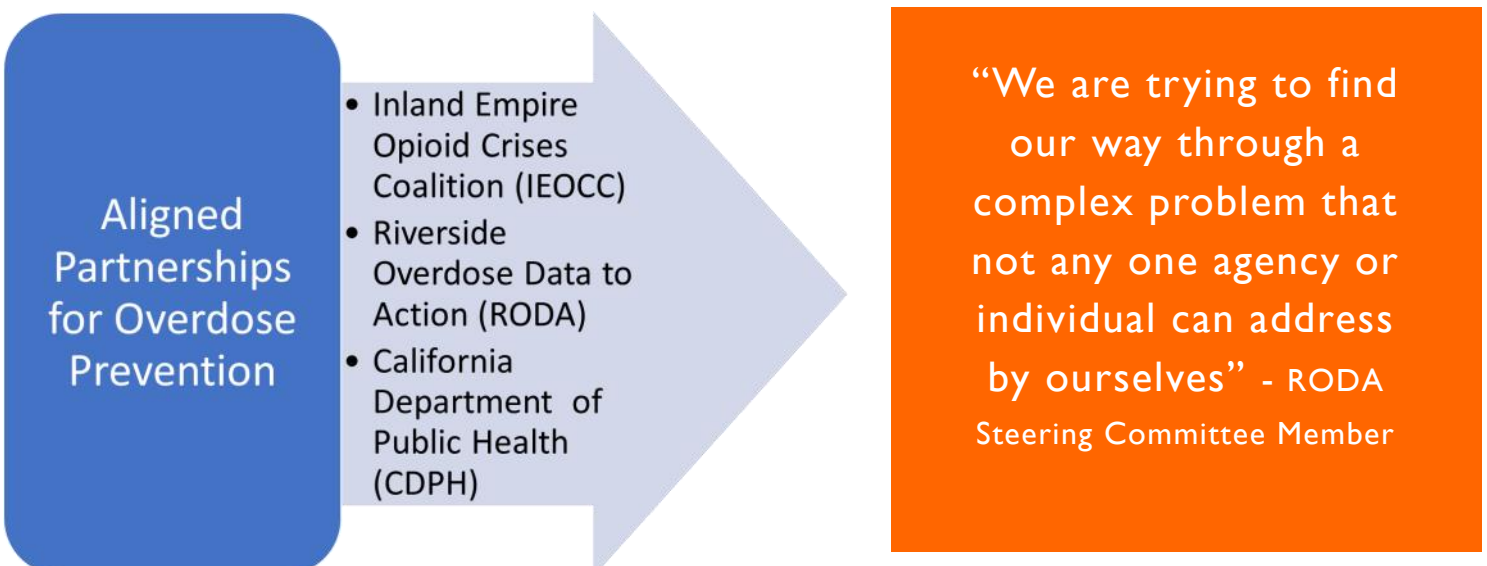 Aligned
Partnerships
for Overdose
Prevention
• Inland Empire
Opioid Crises
Coalition (IEOCC)
• Riverside
Overdose Data to
Action (RODA)
• California
Department of
Public Health
(CDPH)
“We are trying to find
our way through a
complex problem that
not any one agency or
individual can address
by ourselves” - RODA
Steering Committee Member